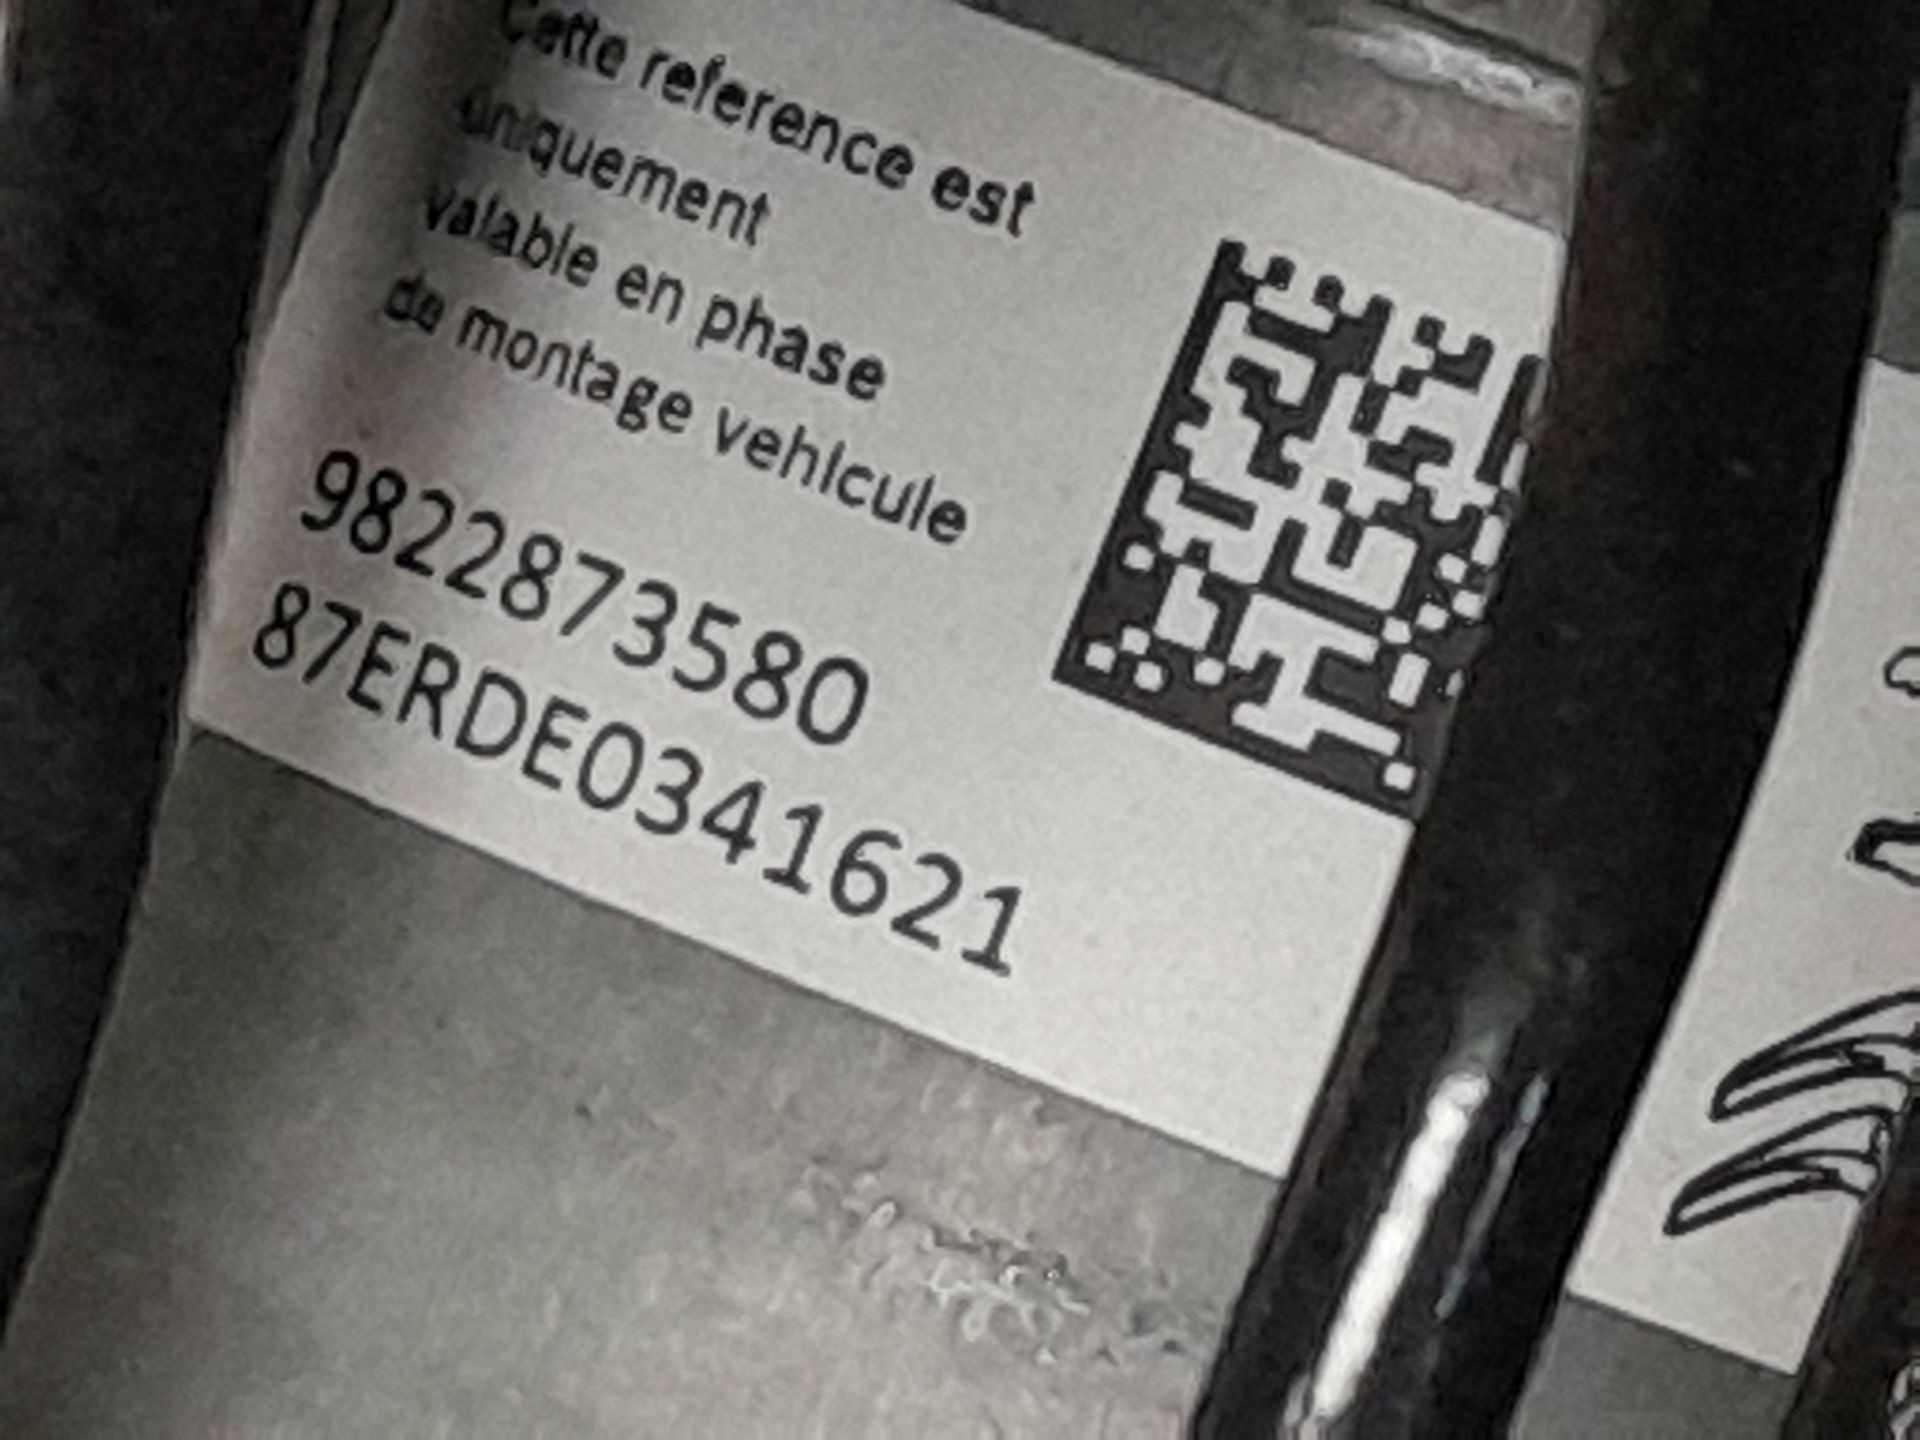 Cette reference est
uniquement
valable en phase
de montage vehicule
9822873580
87ERDE0341621